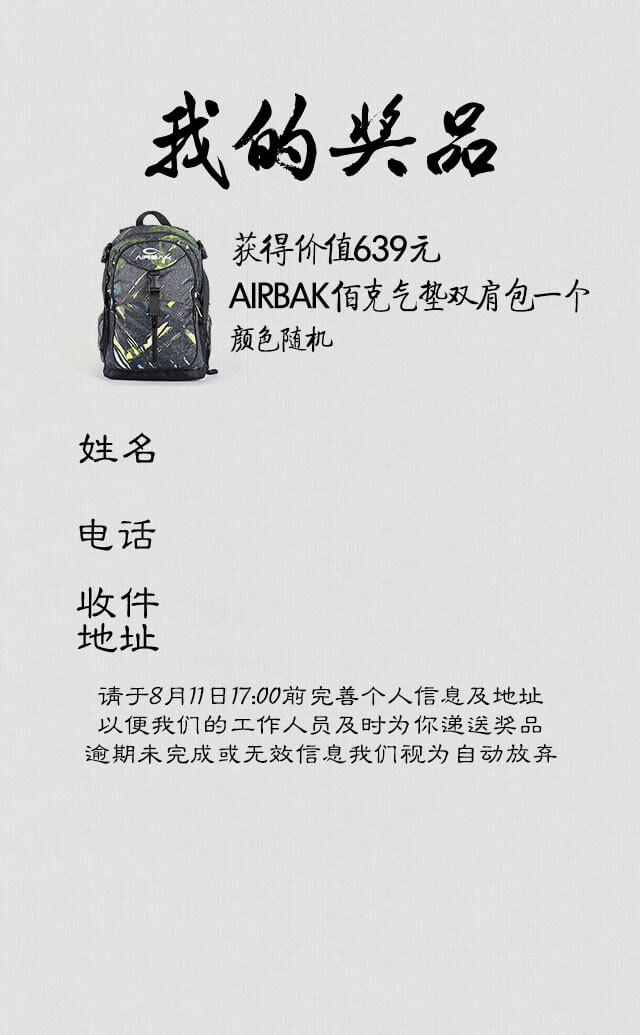 我的奖品
AIRBAK
获得价值639元
AIRBAK佰克气垫双肩包一个
颜色随机
姓名
电话
收件
地址
请于8月11日17:00前完善个人信息及地址
以便我们的工作人员及时为你递送奖品
逾期未完成或无效信息我们视为自动放弃